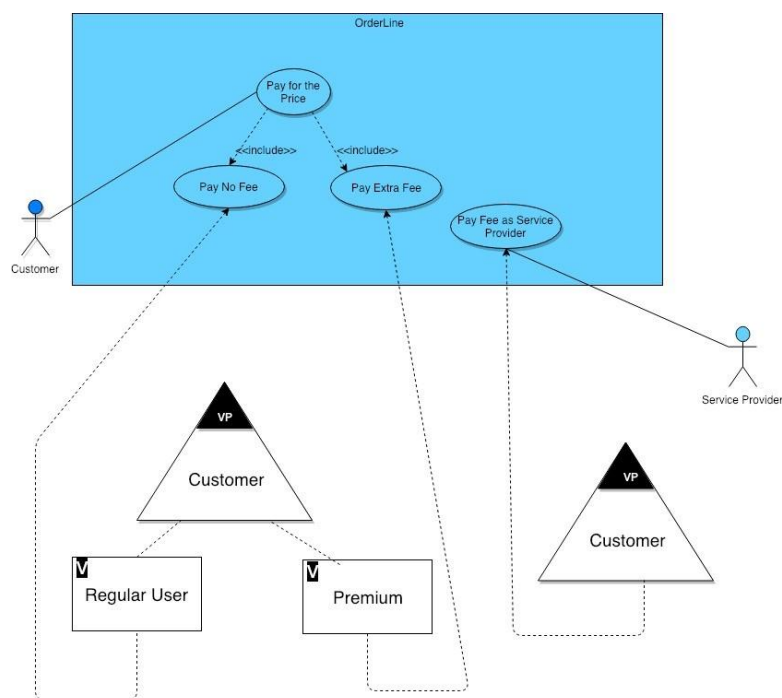 OrderLine
Pay for the
Price
<<include>>
<<include>>
Pay No Fee
Pay Extra Fee
Pay Fee as Service
Provider
Customer
Service Provider
VP
Customer
VP
Customer
V
Regular User
V
Premium